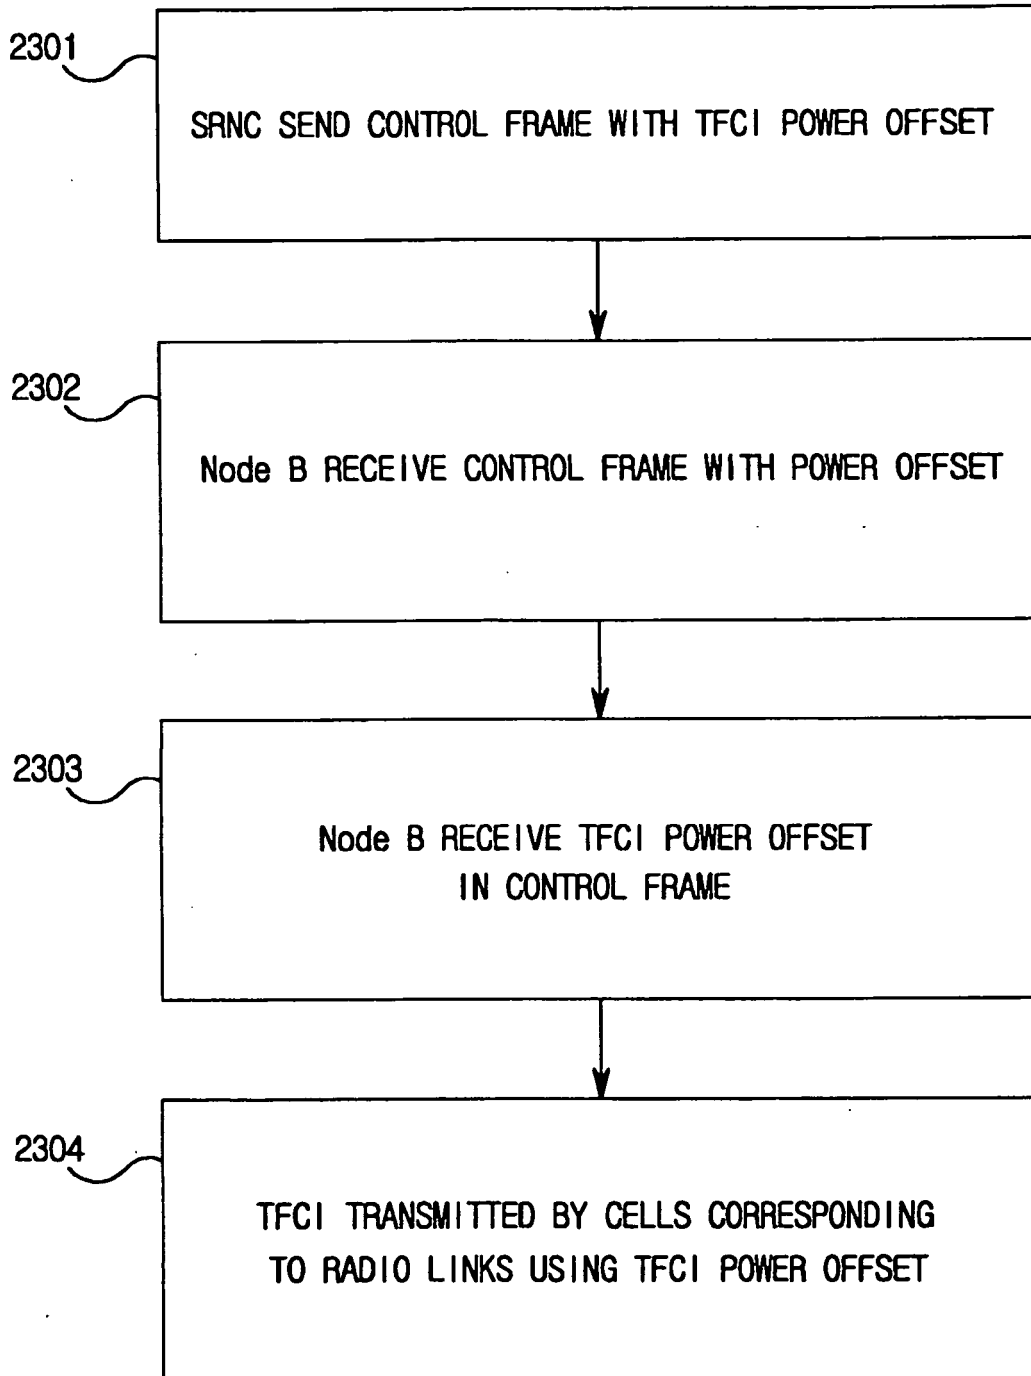 2301
SRNC SEND CONTROL FRAME WITH TFCI POWER OFFSET
2302
Node B RECEIVE CONTROL FRAME WITH POWER OFFSET
2303
Node B RECEIVE TFCI POWER OFFSET
IN CONTROL FRAME
2304
TFCI TRANSMITTED BY CELLS CORRESPONDING
TO RADIO LINKS USING TFCI POWER OFFSET